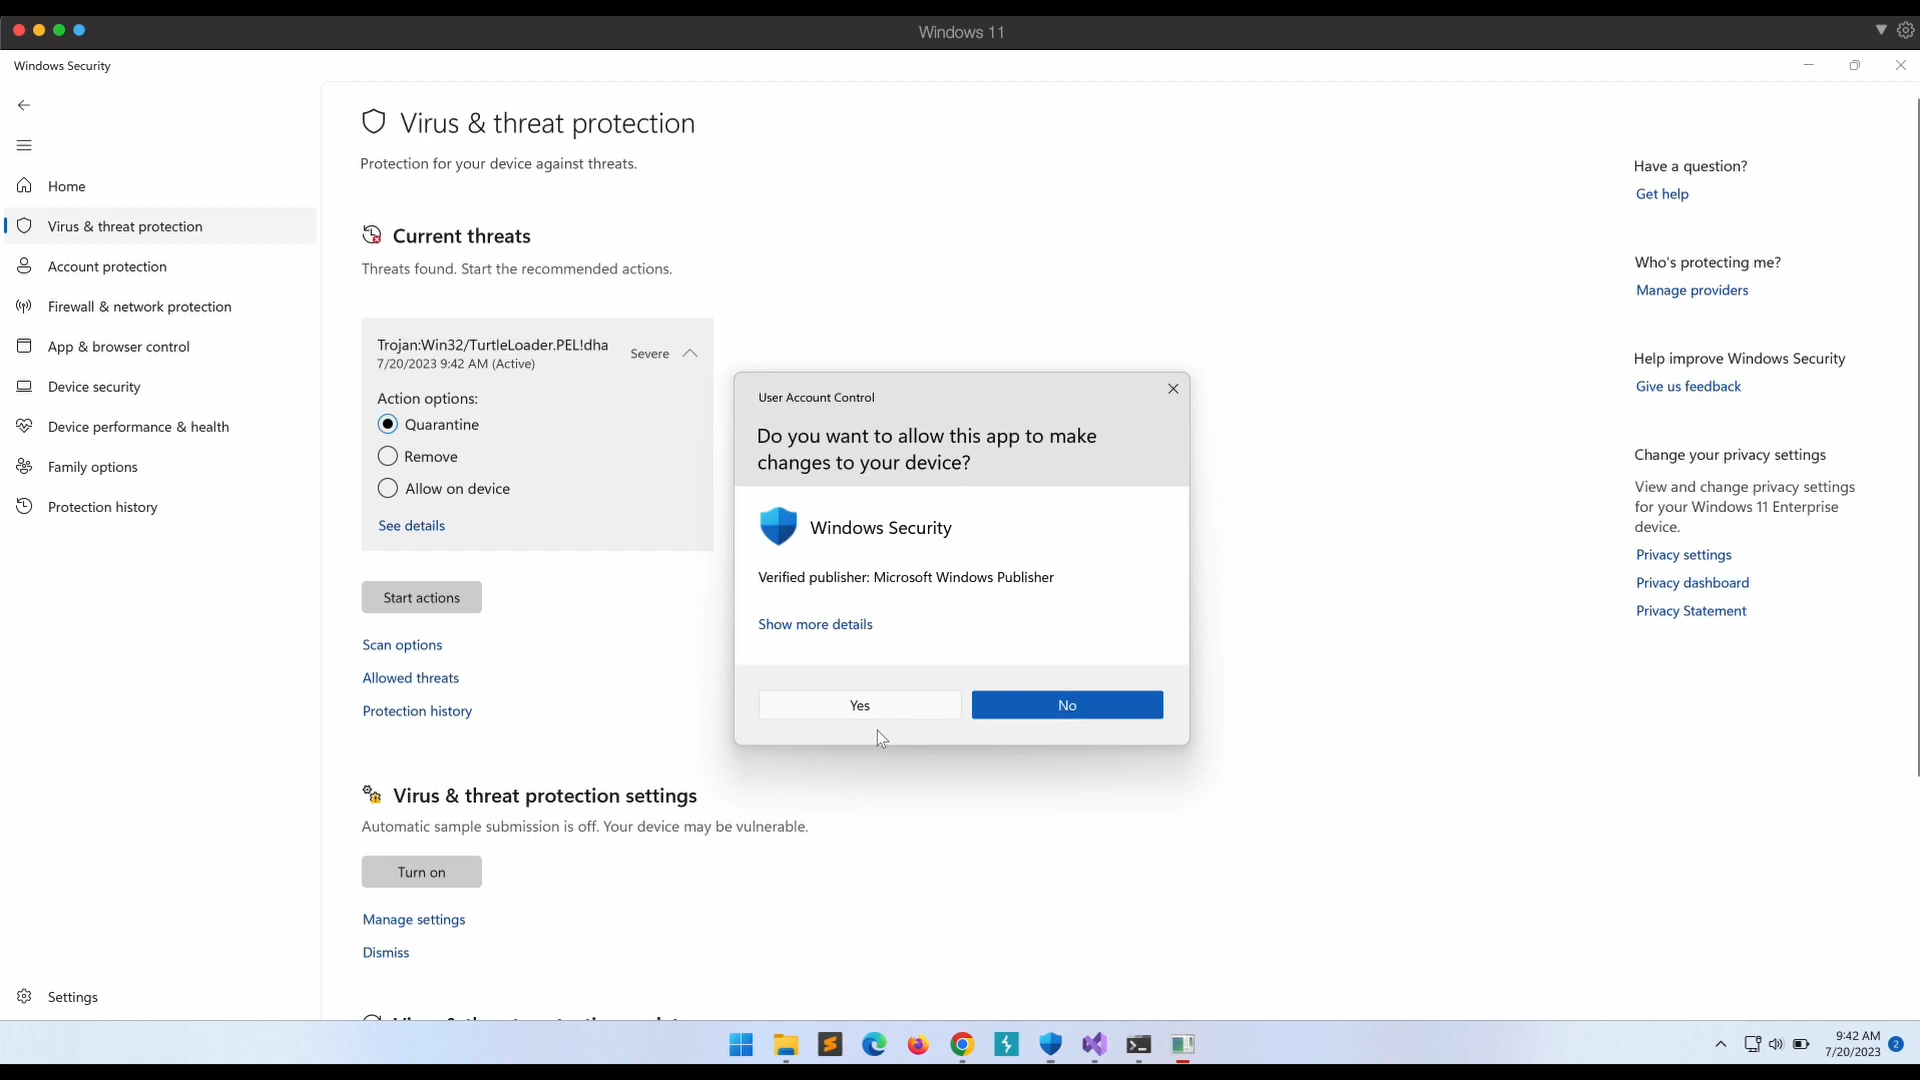 Windows 11
Windows Security
Home
Virus & threat protection
Account protection
Firewall & network protection
App & browser control
Device security
Device performance & health
Family options
Protection history
Settings
Virus & threat protection
Protection for your device against threats.
Current threats
Threats found. Start the recommended actions.
Trojan:Win32/TurtleLoader.PEL!dha
7/20/2023 9:42 AM (Active)
Severe
Action options:
Quarantine
Remove
Allow on device
See details
Start actions
Scan options
Allowed threats
Protection history
Virus & threat protection settings
Automatic sample submission is off. Your device may be vulnerable.
Turn on
Manage settings
Dismiss
User Account Control
Do you want to allow this app to make
changes to your device?
Windows Security
Verified publisher: Microsoft Windows Publisher
Show more details
Yes
No
Have a question?
Get help
Who's protecting me?
Manage providers
Help improve Windows Security
Give us feedback
Change your privacy settings
View and change privacy settings
for your Windows 11 Enterprise
device.
Privacy settings
Privacy dashboard
Privacy Statement
9:42 AM
7/20/2023
2